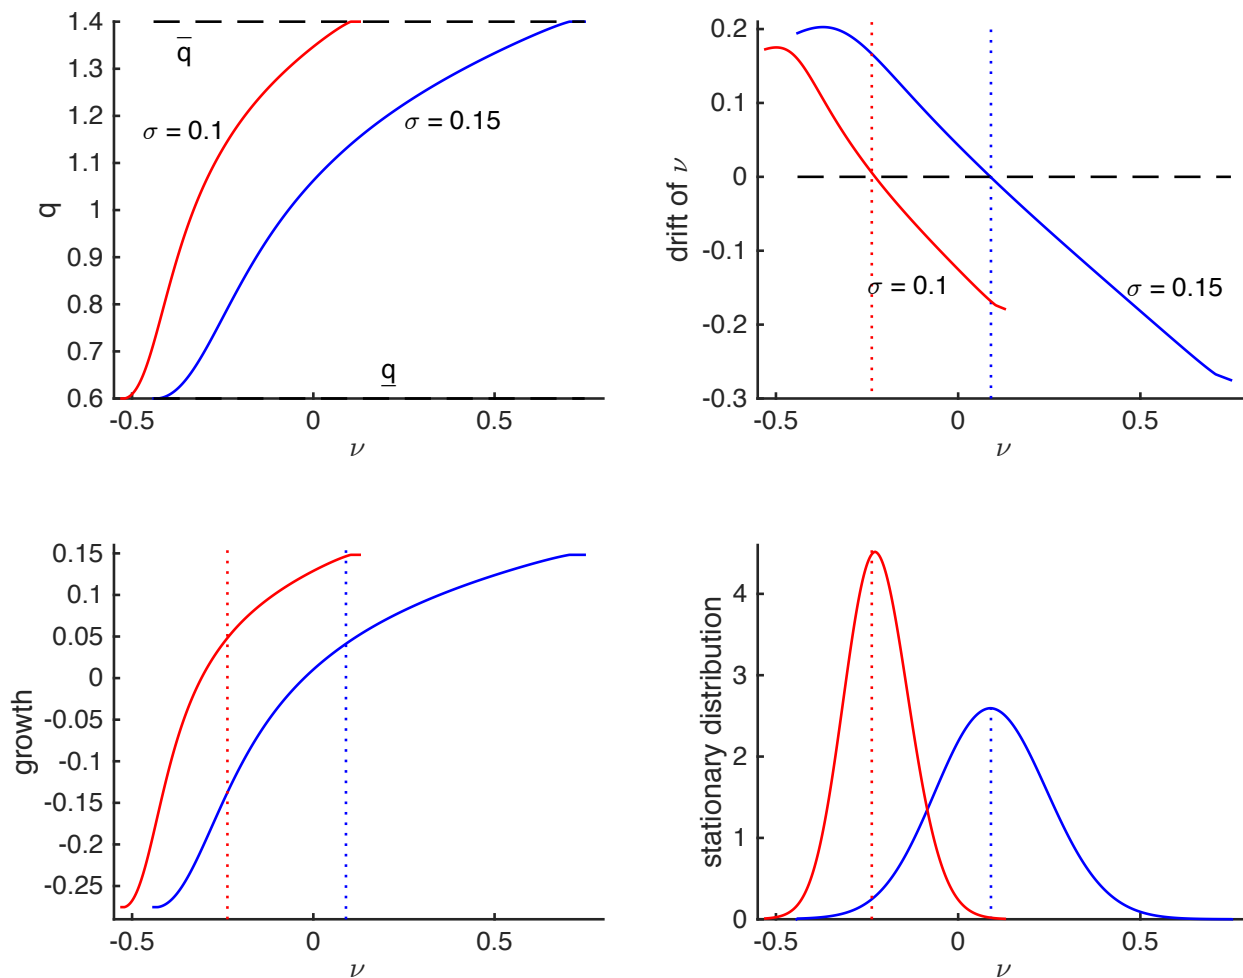 1.4
1.3
1.2
1.1
1
0.9
0.8
0.7
0.6
q
q̅
σ = 0.1
σ = 0.15
q̲
-0.5
0
0.5
ν
0.2
0.1
0
-0.1
-0.2
-0.3
drift of ν
σ = 0.1
σ = 0.15
-0.5
0
0.5
ν
0.15
0.1
0.05
0
-0.05
-0.1
-0.15
-0.2
-0.25
growth
-0.5
0
0.5
ν
4
3
2
1
0
stationary distribution
-0.5
0
0.5
ν